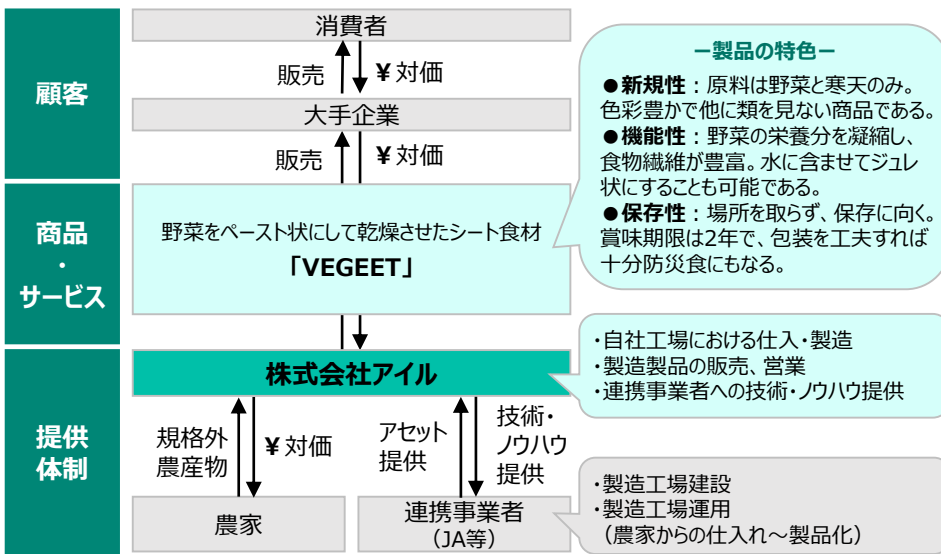 顧客
消費者
販売
¥ 対価
大手企業
販売
¥ 対価
商品
・
サービス
野菜をペースト状にして乾燥させたシート食材
「VEGEET」
－製品の特色－
●新規性：原料は野菜と寒天のみ。
色彩豊かで他に類を見ない商品である。
●機能性：野菜の栄養分を凝縮し、
食物繊維が豊富。水に含ませてジュレ
状にすることも可能である。
●保存性：場所を取らず、保存に向く。
賞味期限は2年で、包装を工夫すれば
十分防災食にもなる。
提供
体制
株式会社アイル
・自社工場における仕入・製造
・製造製品の販売、営業
・連携事業者への技術・ノウハウ提供
規格外
農産物
¥ 対価
アセット
提供
技術・
ノウハウ
提供
農家
連携事業者
（JA等）
・製造工場建設
・製造工場運用
（農家からの仕入れ～製品化）